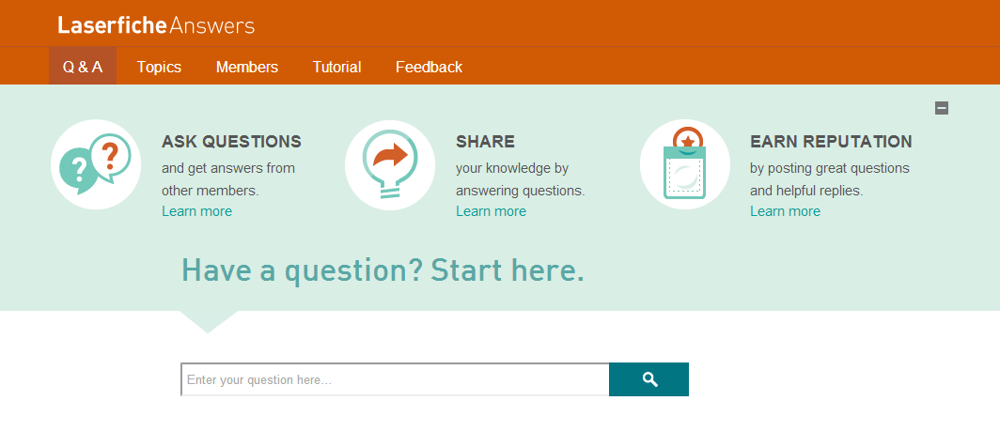 Laserfiche Answers
Q & A Topics Members Tutorial Feedback
ASK QUESTIONS
and get answers from
other members.
Learn more
SHARE
your knowledge by
answering questions.
Learn more
EARN REPUTATION
by posting great questions
and helpful replies.
Learn more
Have a question? Start here.
Enter your question here...